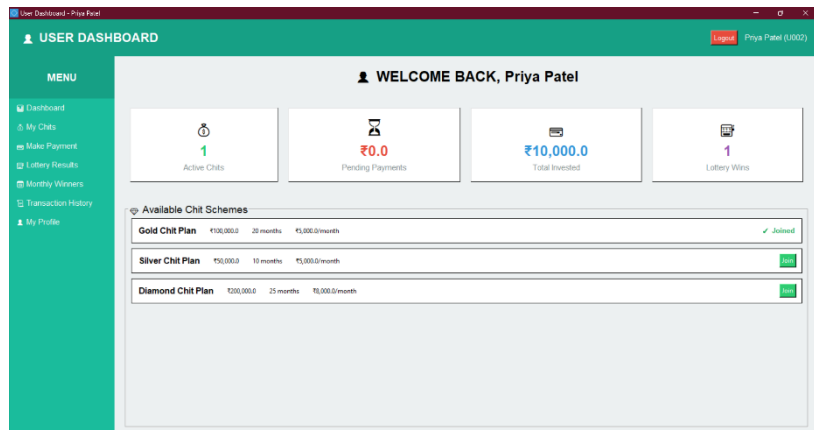 User Dashboard - Priya Patel
USER DASHBOARD
Logout Priya Patel (U002)
MENU
Dashboard
My Chits
Make Payment
Lottery Results
Monthly Winners
Transaction History
My Profile
WELCOME BACK, Priya Patel
1
Active Chits
₹0.0
Pending Payments
₹10,000.0
Total Invested
1
Lottery Wins
Available Chit Schemes
Gold Chit Plan ₹100,000.0 20 months ₹5,000.0/month ✓ Joined
Silver Chit Plan ₹50,000.0 10 months ₹5,000.0/month Join
Diamond Chit Plan ₹200,000.0 25 months ₹8,000.0/month Join